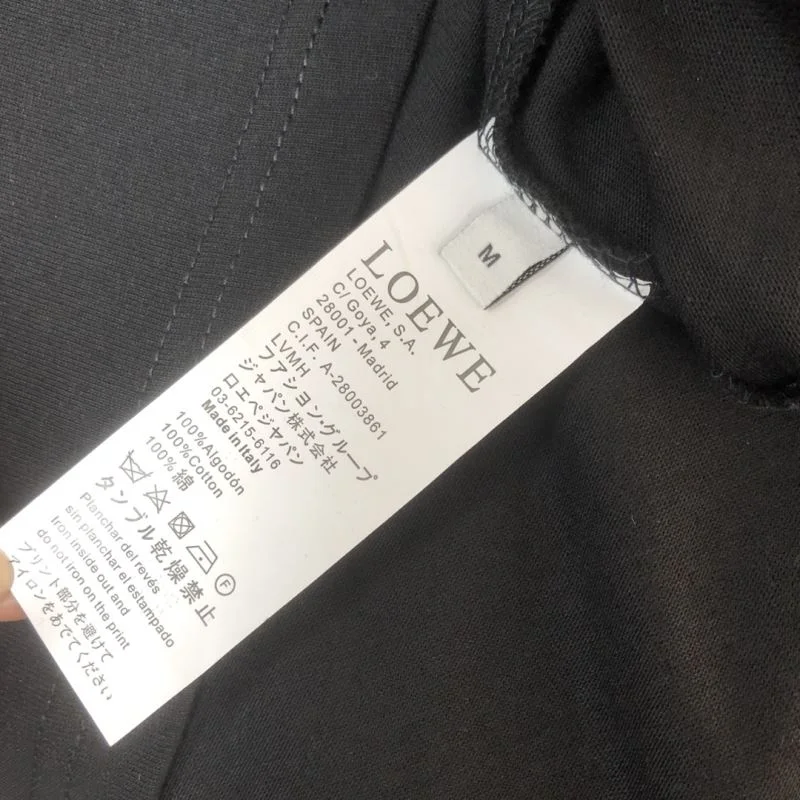 M
LOEWE
LOEWE, S.A.
C/ Goya, 4
28001 - Madrid
SPAIN
C.I.F. A-28003861
LVMH
ファシヨン・グループ
ジャパン株式会社
ロエベジャパン
03-6215-6116
Made in Italy
100%Algodón
100%Cotton
100%綿
F
タンブル乾燥禁止
Planchar del revés
sin planchar el estampado
Iron inside out and
do not iron on the print
プリント部分を避けて
アイロンをあててください